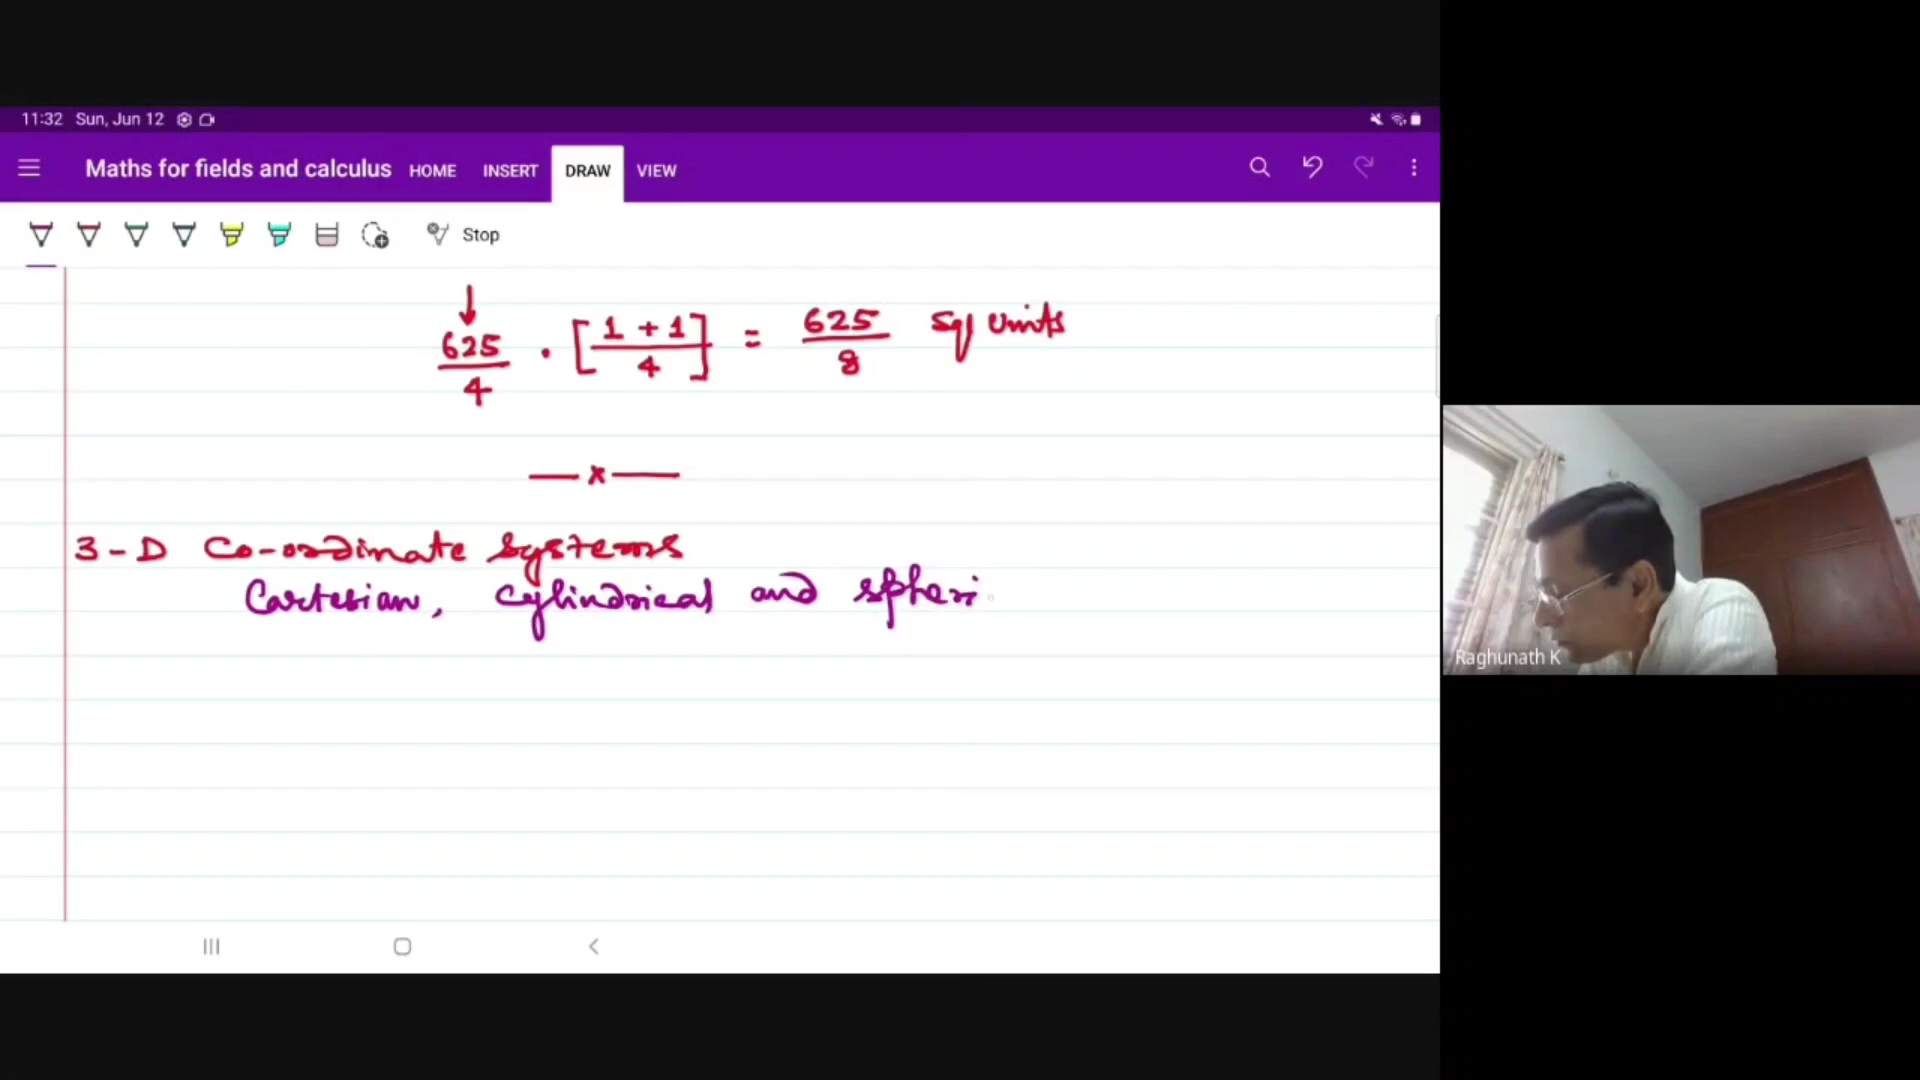 11:32 Sun, Jun 12
Maths for fields and calculus HOME INSERT DRAW VIEW
Stop
625/4 · [1 + 1/4] = 625/8 sq units
x
3-D Co-ordinate Systems
Cartesian, cylindrical and spheri
Raghunath K